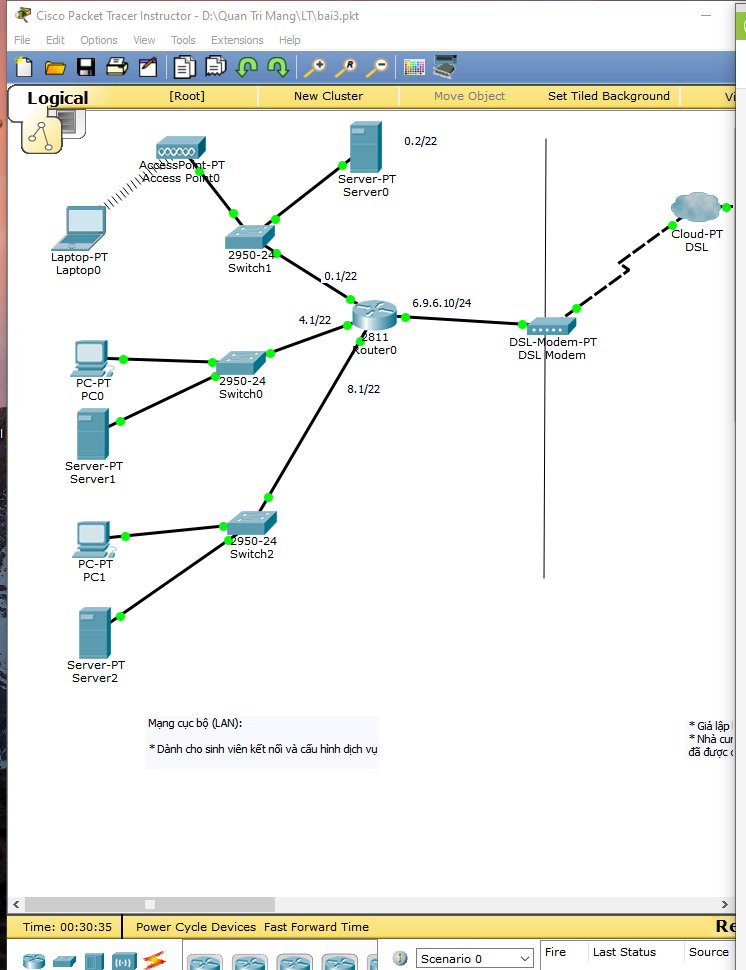 Cisco Packet Tracer Instructor - D:\Quan Tri Mang\LT\bai3.pkt
File Edit Options View Tools Extensions Help
Logical [Root] New Cluster Move Object Set Tiled Background Vi
AccessPoint-PT
Access Point0
Server-PT
Server0
0.2/22
Laptop-PT
Laptop0
2950-24
Switch1
0.1/22
Cloud-PT
DSL
6.9.6.10/24
4.1/22
2811
Router0
DSL-Modem-PT
DSL Modem
PC-PT
PC0
2950-24
Switch0
8.1/22
Server-PT
Server1
2950-24
Switch2
PC-PT
PC1
Server-PT
Server2
Mạng cục bộ (LAN):
* Dành cho sinh viên kết nối và cấu hình dịch vụ
* Giả lập
* Nhà cun
đã được c
Time: 00:30:35 Power Cycle Devices Fast Forward Time Re
Scenario 0 Fire Last Status Source